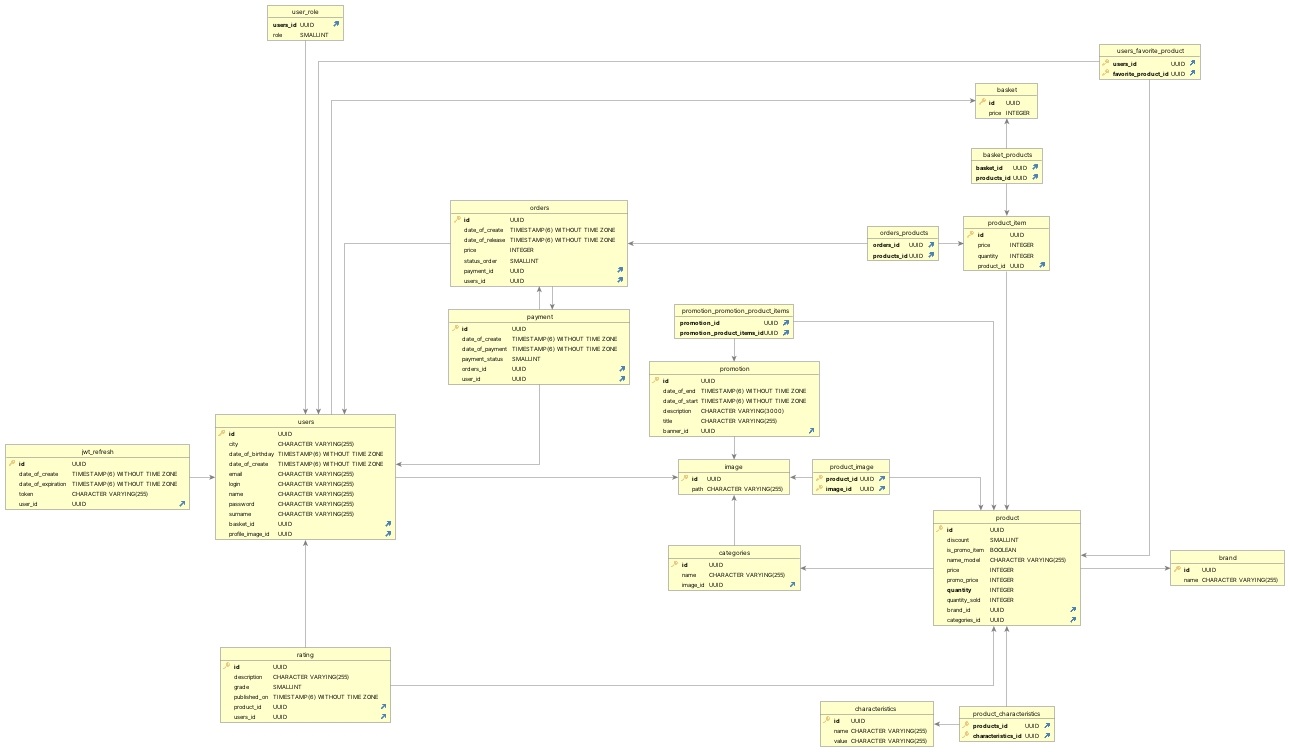 user_role
users_id UUID
role SMALLINT
users_favorite_product
users_id UUID
favorite_product_id UUID
basket
id UUID
price INTEGER
basket_products
basket_id UUID
products_id UUID
orders
id UUID
date_of_create TIMESTAMP(6) WITHOUT TIME ZONE
date_of_release TIMESTAMP(6) WITHOUT TIME ZONE
price INTEGER
status_order SMALLINT
payment_id UUID
users_id UUID
orders_products
orders_id UUID
products_id UUID
product_item
id UUID
price INTEGER
quantity INTEGER
product_id UUID
payment
id UUID
date_of_create TIMESTAMP(6) WITHOUT TIME ZONE
date_of_payment TIMESTAMP(6) WITHOUT TIME ZONE
payment_status SMALLINT
orders_id UUID
user_id UUID
promotion_promotion_product_items
promotion_id UUID
promotion_product_items_id UUID
promotion
id UUID
date_of_end TIMESTAMP(6) WITHOUT TIME ZONE
date_of_start TIMESTAMP(6) WITHOUT TIME ZONE
description CHARACTER VARYING(3000)
title CHARACTER VARYING(255)
banner_id UUID
users
id UUID
city CHARACTER VARYING(255)
date_of_birthday TIMESTAMP(6) WITHOUT TIME ZONE
date_of_create TIMESTAMP(6) WITHOUT TIME ZONE
email CHARACTER VARYING(255)
login CHARACTER VARYING(255)
name CHARACTER VARYING(255)
password CHARACTER VARYING(255)
surname CHARACTER VARYING(255)
basket_id UUID
profile_image_id UUID
jwt_refresh
id UUID
date_of_create TIMESTAMP(6) WITHOUT TIME ZONE
date_of_expiration TIMESTAMP(6) WITHOUT TIME ZONE
token CHARACTER VARYING(255)
user_id UUID
image
id UUID
path CHARACTER VARYING(255)
product_image
product_id UUID
image_id UUID
product
id UUID
discount SMALLINT
is_promo_item BOOLEAN
name_model CHARACTER VARYING(255)
price INTEGER
promo_price INTEGER
quantity INTEGER
quantity_sold INTEGER
brand_id UUID
categories_id UUID
categories
id UUID
name CHARACTER VARYING(255)
image_id UUID
brand
id UUID
name CHARACTER VARYING(255)
rating
id UUID
description CHARACTER VARYING(255)
grade SMALLINT
published_on TIMESTAMP(6) WITHOUT TIME ZONE
product_id UUID
users_id UUID
characteristics
id UUID
name CHARACTER VARYING(255)
value CHARACTER VARYING(255)
product_characteristics
products_id UUID
characteristics_id UUID